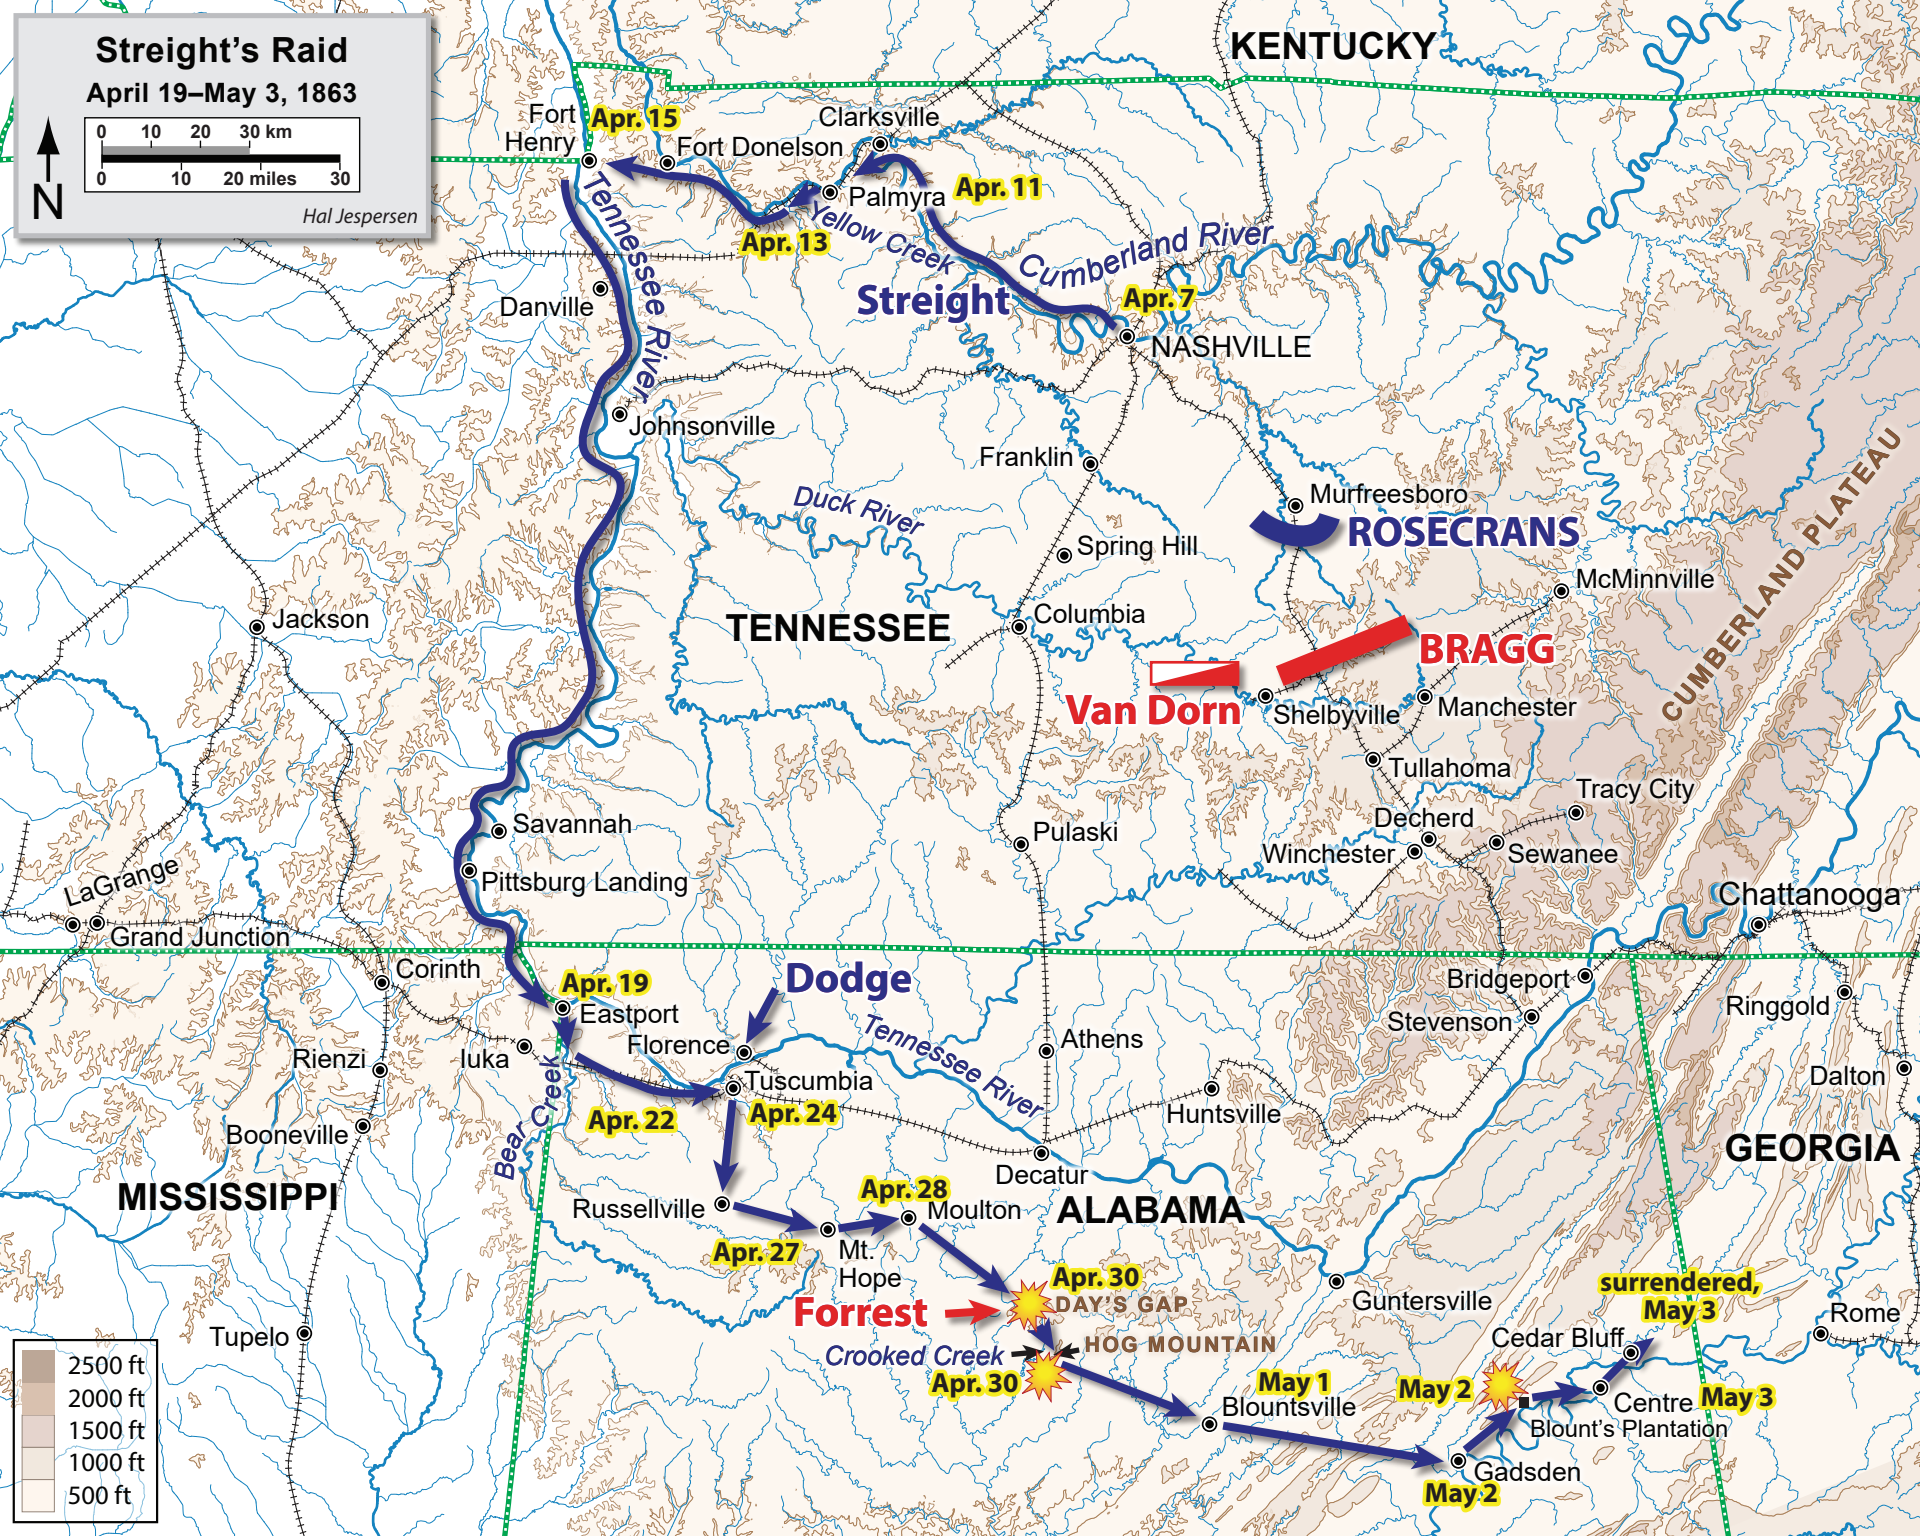 Streight's Raid
April 19–May 3, 1863
0 10 20 30 km
0 10 20 miles 30
N
Hal Jespersen
KENTUCKY
Fort
Henry
Apr. 15
Fort Donelson
Clarksville
Palmyra
Apr. 11
Apr. 13
Yellow Creek
Cumberland River
Streight
Apr. 7
NASHVILLE
Tennessee River
Danville
Johnsonville
Franklin
Duck River
Murfreesboro
ROSECRANS
Spring Hill
McMinnville
CUMBERLAND PLATEAU
Jackson
TENNESSEE
Columbia
BRAGG
Van Dorn
Shelbyville
Manchester
Tullahoma
Tracy City
Savannah
Pulaski
Decherd
Winchester
Sewanee
Pittsburg Landing
LaGrange
Grand Junction
Chattanooga
Corinth
Apr. 19
Eastport
Dodge
Bridgeport
Ringgold
Stevenson
Florence
Tennessee River
Athens
Rienzi
Iuka
Bear Creek
Tuscumbia
Apr. 22
Apr. 24
Huntsville
Dalton
Booneville
Decatur
GEORGIA
MISSISSIPPI
Russellville
Apr. 28
Moulton
ALABAMA
Apr. 27
Mt.
Hope
Apr. 30
DAY'S GAP
Forrest
Guntersville
surrendered,
May 3
Rome
Tupelo
Crooked Creek
HOG MOUNTAIN
Cedar Bluff
Apr. 30
May 1
Blountsville
May 2
Centre
May 3
Blount's Plantation
Gadsden
May 2
2500 ft
2000 ft
1500 ft
1000 ft
500 ft